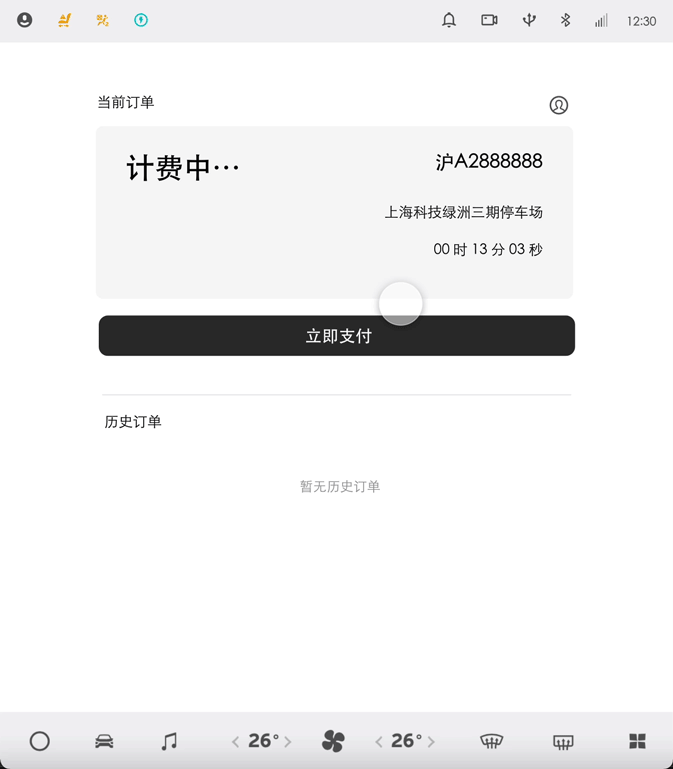 12:30
当前订单
计费中···
沪A2888888
上海科技绿洲三期停车场
00 时 13 分 03 秒
立即支付
历史订单
暂无历史订单
26°
26°